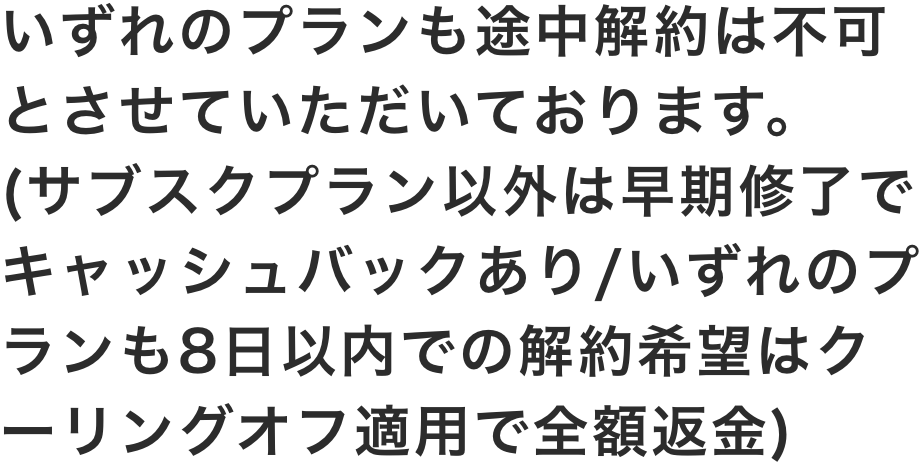 いずれのプランも途中解約は不可
とさせていただいております。
(サブスクプラン以外は早期修了で
キャッシュバックあり/いずれのプ
ランも8日以内での解約希望はク
ーリングオフ適用で全額返金)